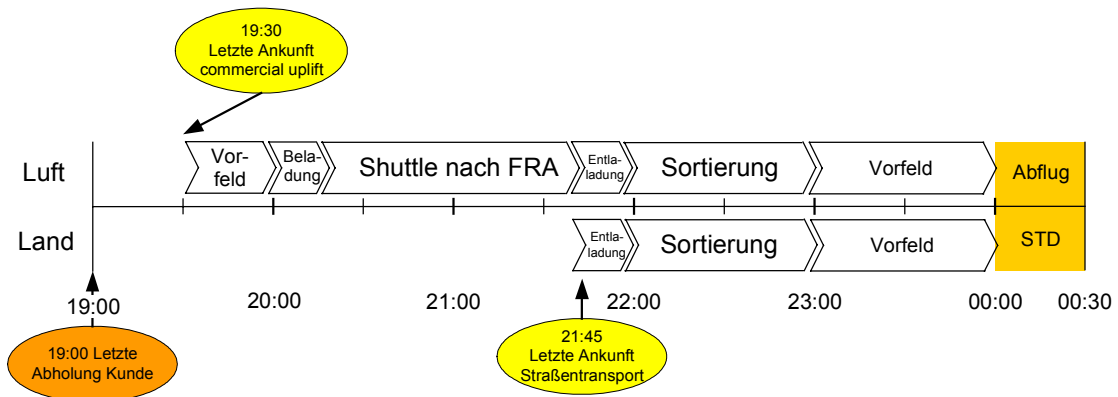 19:30
Letzte Ankunft
commercial uplift
Luft
Vor-
feld
Bela-
dung
Shuttle nach FRA
Entla-
ladung
Sortierung
Vorfeld
Abflug
Land
Entla-
ladung
Sortierung
Vorfeld
STD
19:00
20:00
21:00
22:00
23:00
00:00
00:30
19:00 Letzte
Abholung Kunde
21:45
Letzte Ankunft
Straßentransport